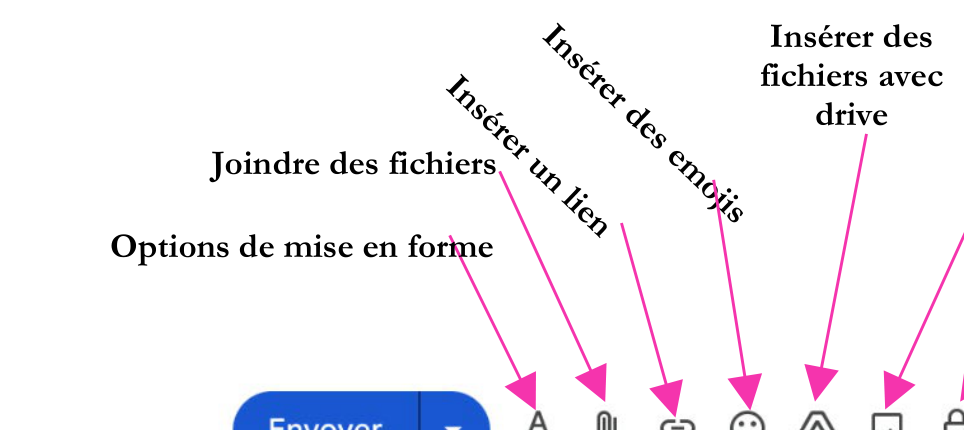 Insérer des
fichiers avec
drive
Insérer des emojis
Insérer un lien
Joindre des fichiers
Options de mise en forme
Envoyer
A